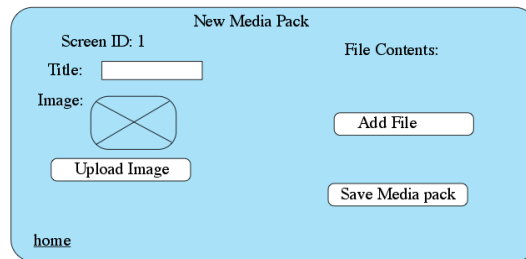 New Media Pack
Screen ID: 1
File Contents:
Title:
Image:
Add File
Upload Image
Save Media pack
home